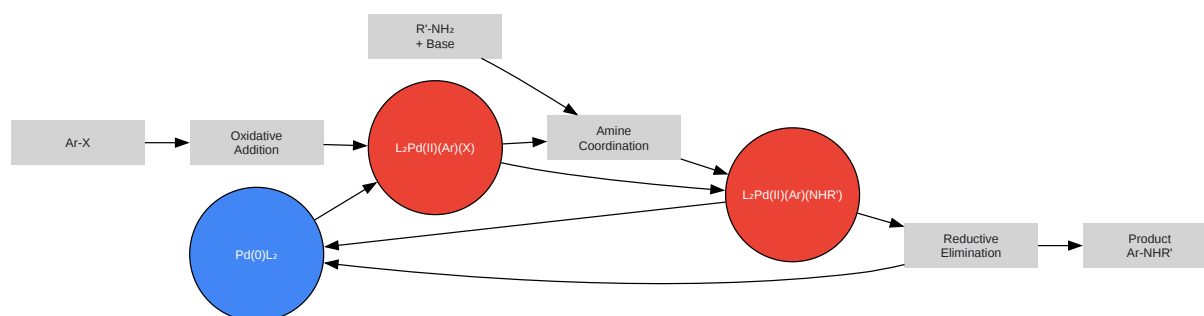 R'-NH₂
+ Base
Ar-X
Oxidative
Addition
L₂Pd(II)(Ar)(X)
Amine
Coordination
L₂Pd(II)(Ar)(NHR')
Pd(0)L₂
Reductive
Elimination
Product
Ar-NHR'